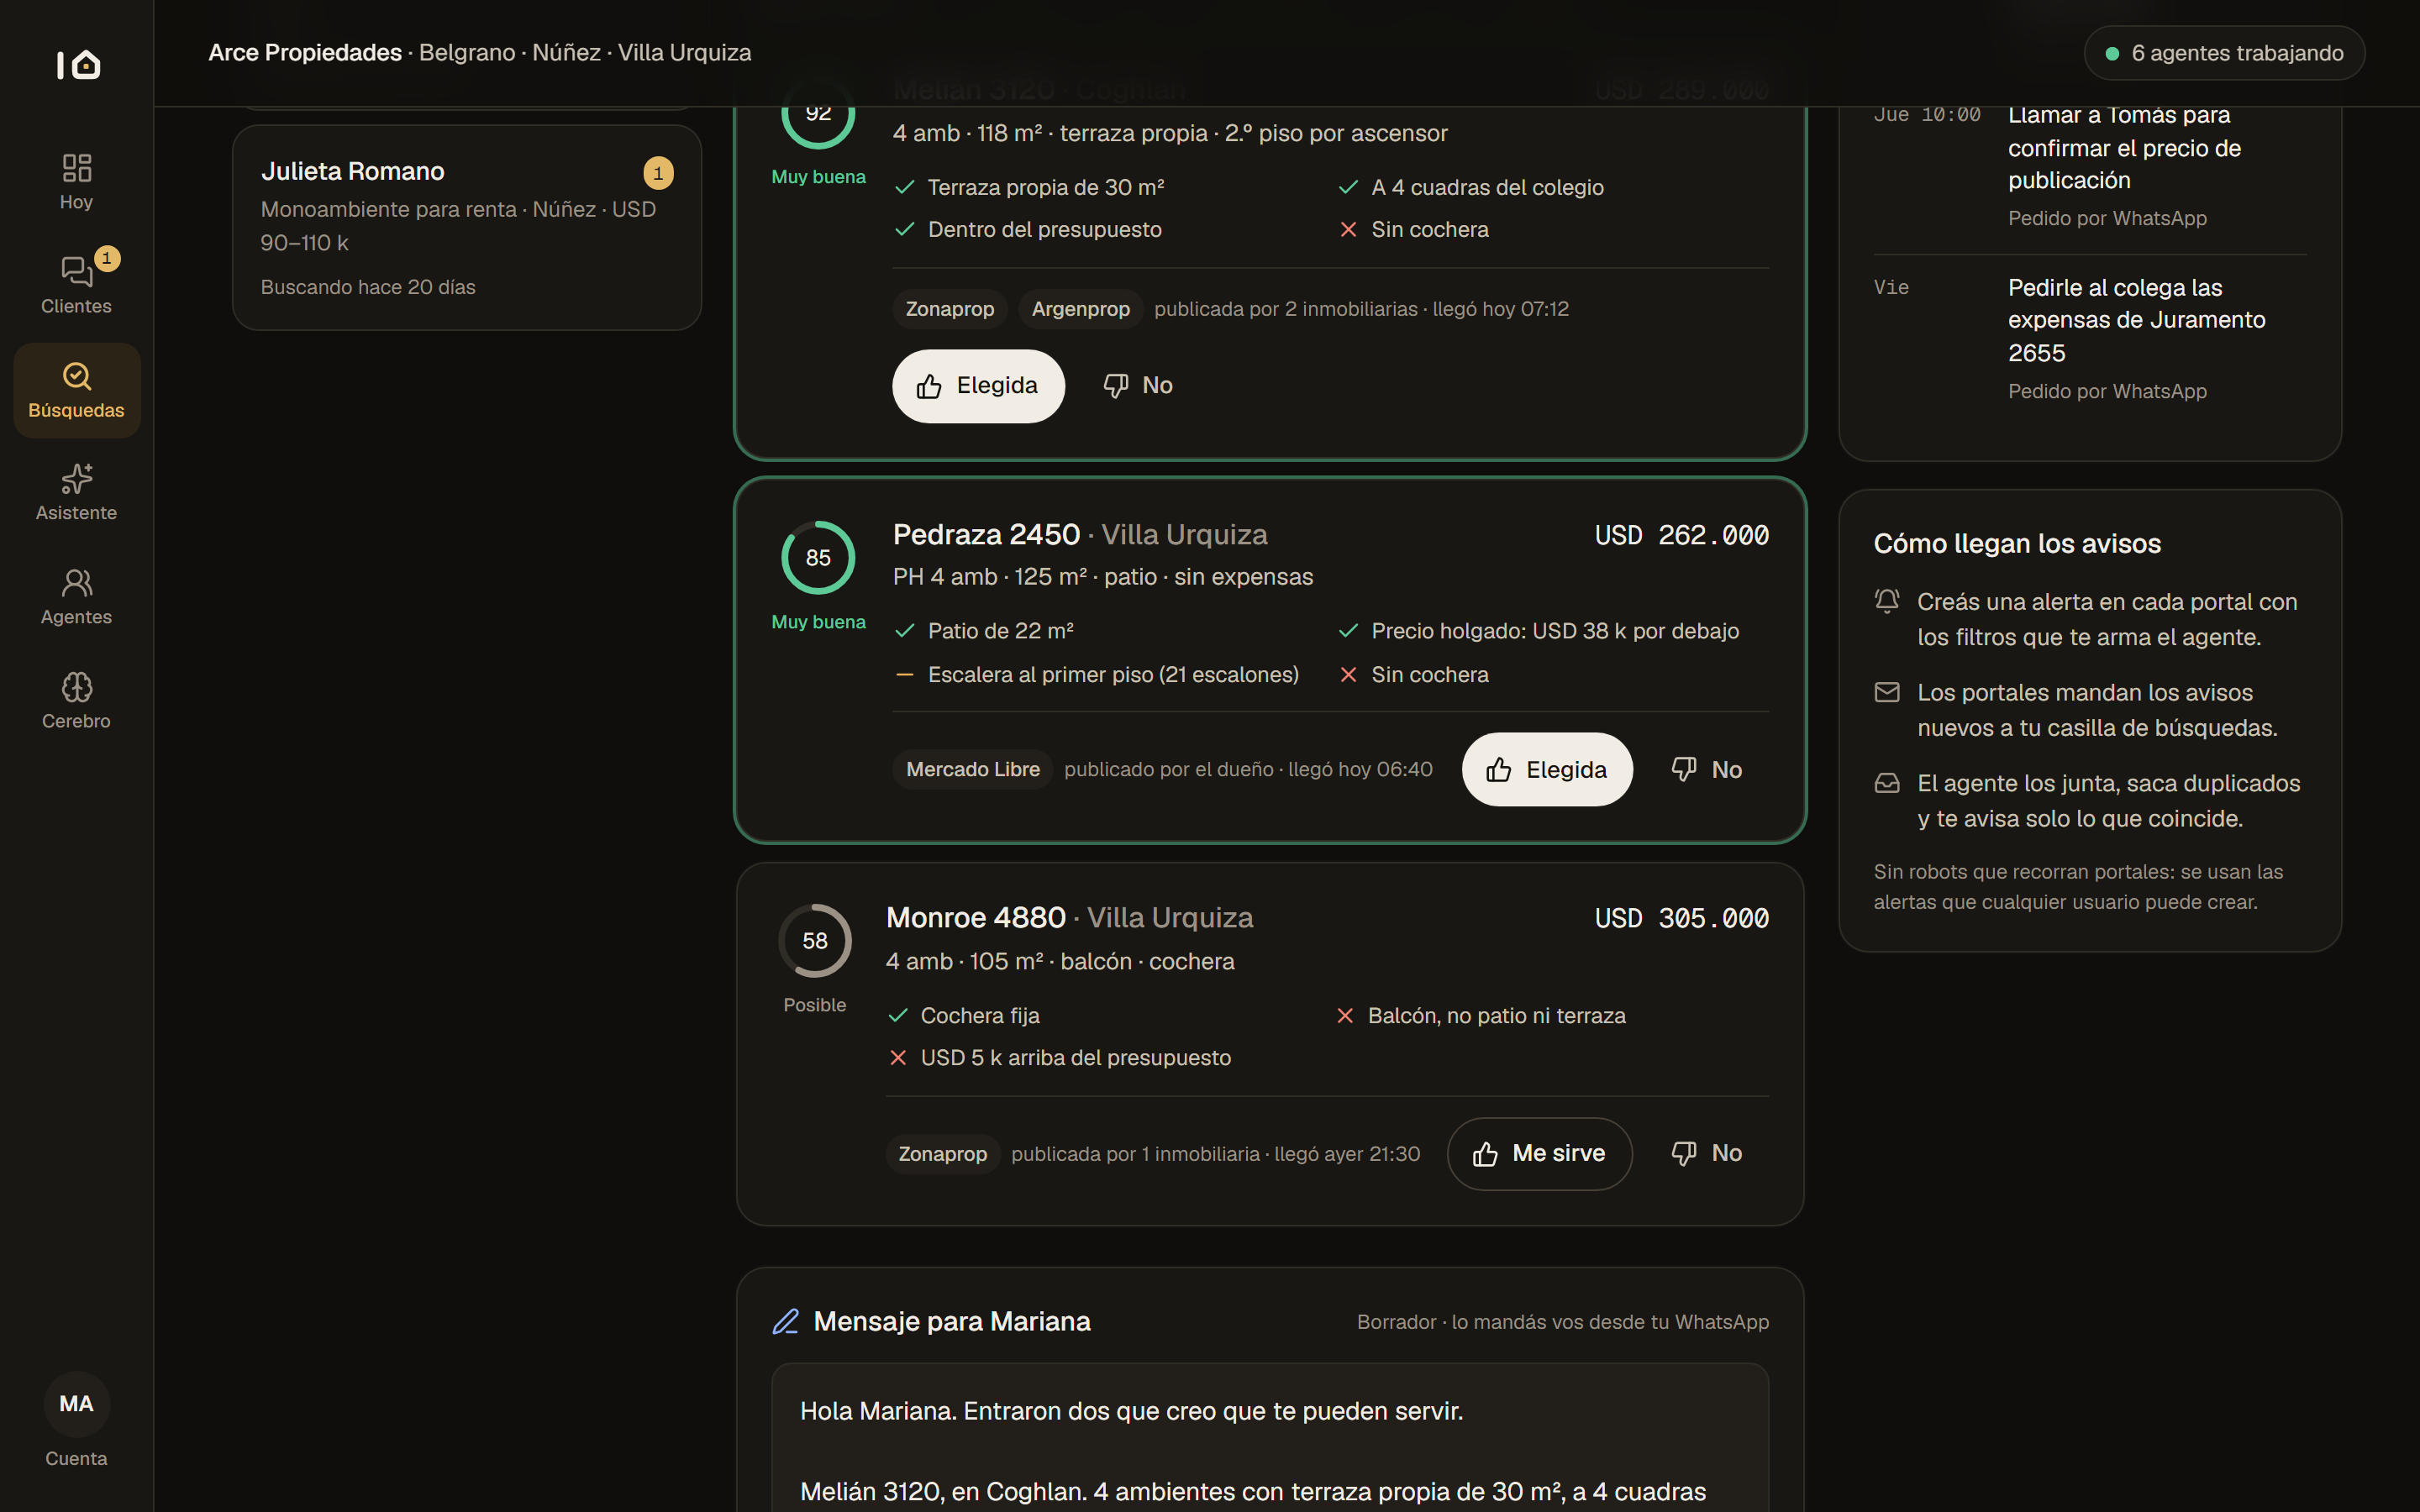 Arce Propiedades · Belgrano · Núñez · Villa Urquiza
6 agentes trabajando
Hoy
1
Clientes
Búsquedas
Asistente
Agentes
Cerebro
MA
Cuenta
Julieta Romano
1
Monoambiente para renta · Núñez · USD
90–110 k
Buscando hace 20 días
Melián 3120 · Coghlan
USD 289.000
92
Muy buena
4 amb · 118 m² · terraza propia · 2.º piso por ascensor
Terraza propia de 30 m²
A 4 cuadras del colegio
Dentro del presupuesto
Sin cochera
Zonaprop
Argenprop
publicada por 2 inmobiliarias · llegó hoy 07:12
Elegida
No
85
Muy buena
Pedraza 2450 · Villa Urquiza
USD 262.000
PH 4 amb · 125 m² · patio · sin expensas
Patio de 22 m²
Precio holgado: USD 38 k por debajo
Escalera al primer piso (21 escalones)
Sin cochera
Mercado Libre
publicado por el dueño · llegó hoy 06:40
Elegida
No
58
Posible
Monroe 4880 · Villa Urquiza
USD 305.000
4 amb · 105 m² · balcón · cochera
Cochera fija
Balcón, no patio ni terraza
USD 5 k arriba del presupuesto
Zonaprop
publicada por 1 inmobiliaria · llegó ayer 21:30
Me sirve
No
Mensaje para Mariana
Borrador · lo mandás vos desde tu WhatsApp
Hola Mariana. Entraron dos que creo que te pueden servir.
Melián 3120, en Coghlan. 4 ambientes con terraza propia de 30 m², a 4 cuadras
Jue 10:00
Llamar a Tomás para
confirmar el precio de
publicación
Pedido por WhatsApp
Vie
Pedirle al colega las
expensas de Juramento
2655
Pedido por WhatsApp
Cómo llegan los avisos
Creás una alerta en cada portal con
los filtros que te arma el agente.
Los portales mandan los avisos
nuevos a tu casilla de búsquedas.
El agente los junta, saca duplicados
y te avisa solo lo que coincide.
Sin robots que recorran portales: se usan las
alertas que cualquier usuario puede crear.